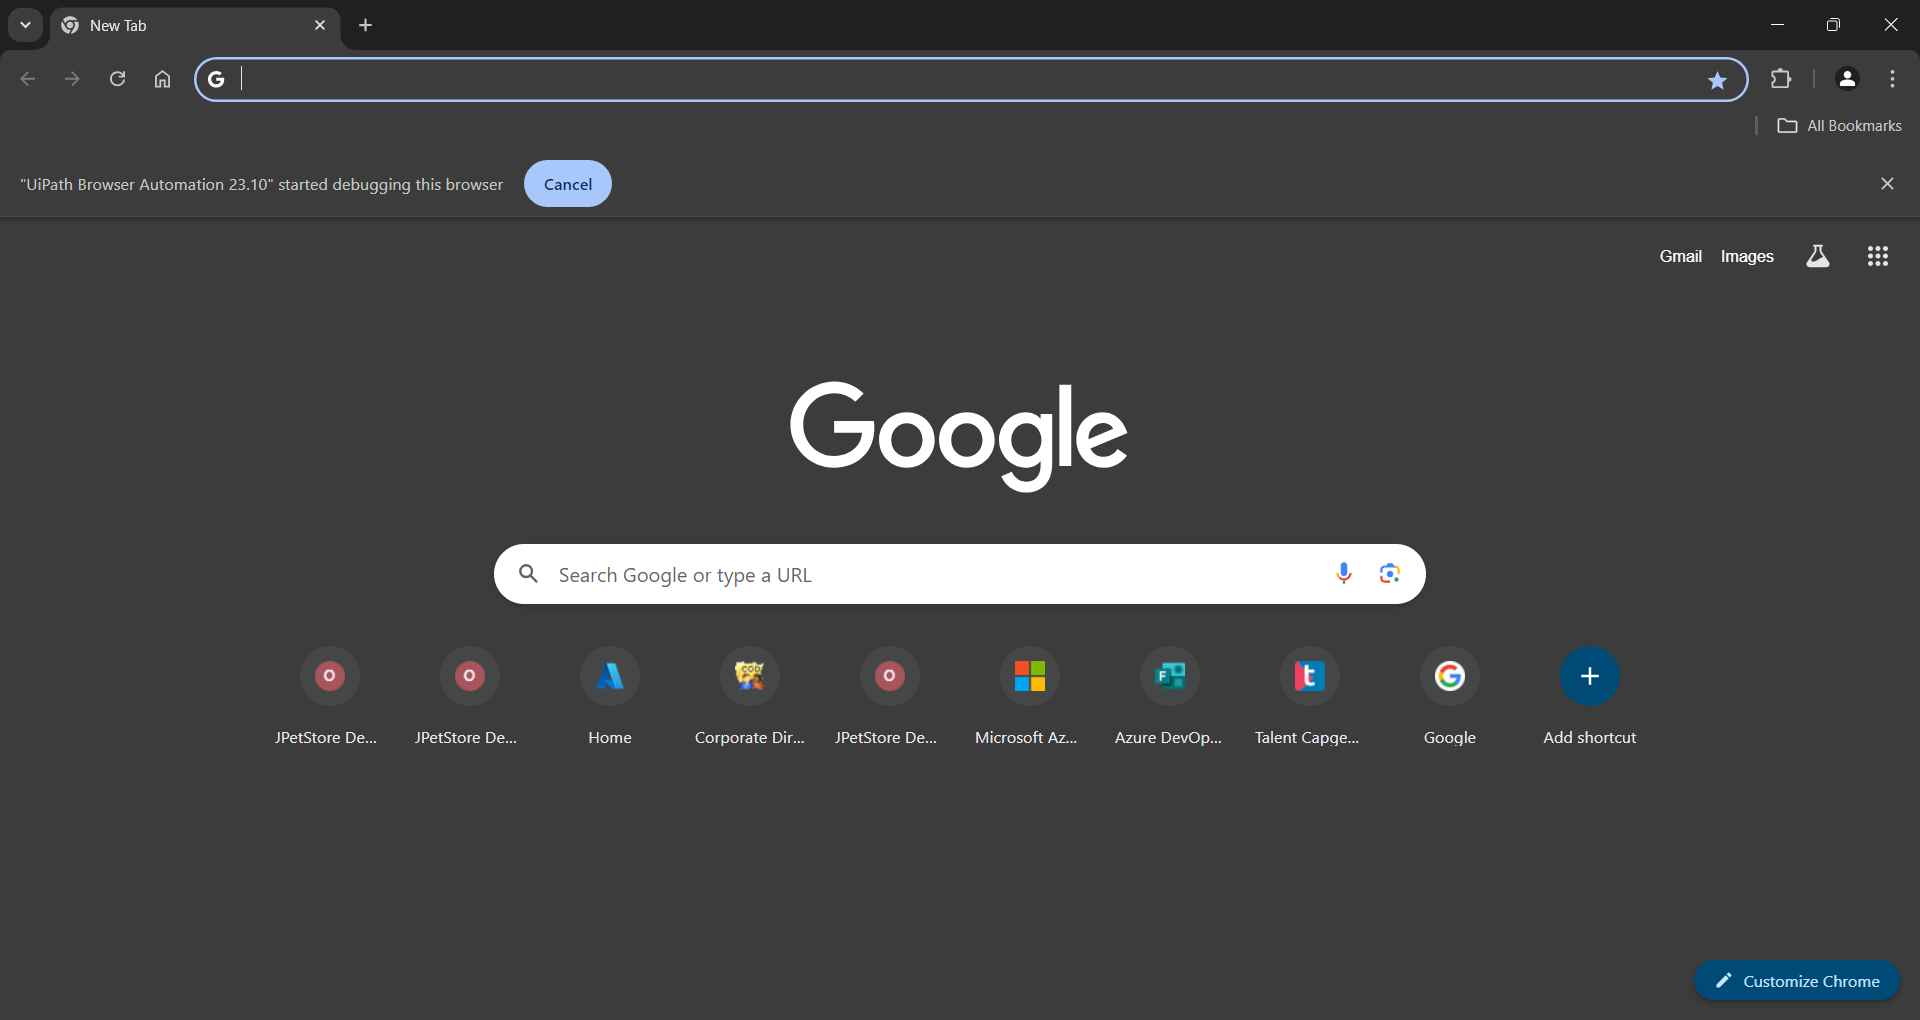 New Tab
All Bookmarks
"UiPath Browser Automation 23.10" started debugging this browser
Cancel
Gmail
Images
Google
Search Google or type a URL
JPetStore De...
JPetStore De...
Home
Corporate Dir...
JPetStore De...
Microsoft Az...
Azure DevOp...
Talent Capge...
Google
Add shortcut
Customize Chrome